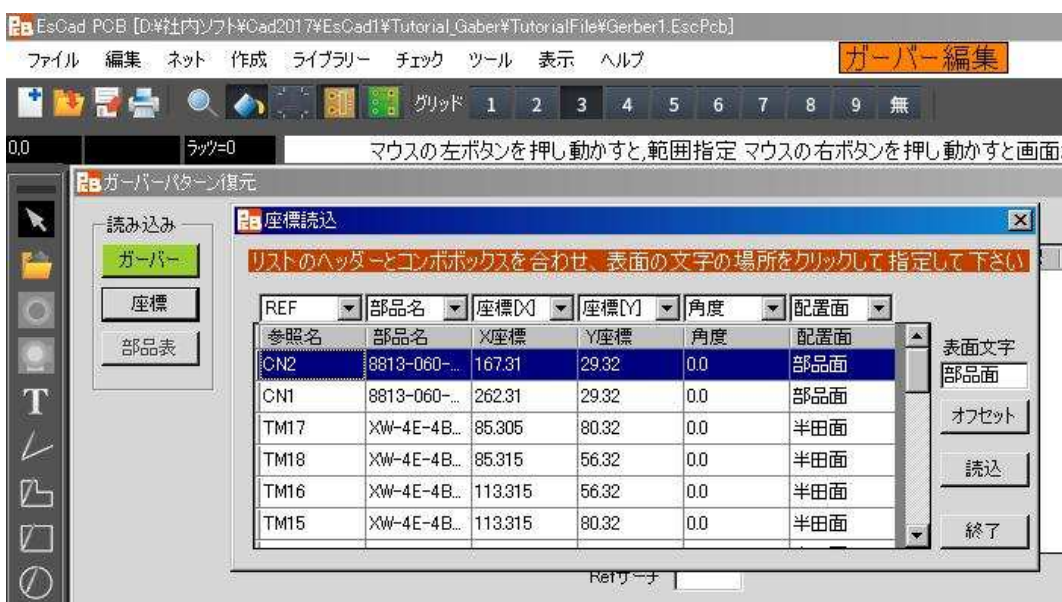 EsCad PCB [D:¥社内ソフト¥Cad2017¥EsCad1¥Tutorial_Gaber¥TutorialFile¥Gerber1.EscPcb]
ファイル 編集 ネット 作成 ライブラリー チェック ツール 表示 ヘルプ ガーバー編集
グリッド 1 2 3 4 5 6 7 8 9 無
0,0 ラッツ=0 マウスの左ボタンを押し動かすと,範囲指定 マウスの右ボタンを押し動かすと画面
ガーバーパターン復元
読み込み
ガーバー
座標
部品表
座標読込
リストのヘッダーとコンボボックスを合わせ、表面の文字の場所をクリックして指定して下さい
REF 部品名 座標[X] 座標[Y] 角度 配置面
参照名 部品名 X座標 Y座標 角度 配置面
CN2 8813-060-... 167.31 29.32 0.0 部品面
CN1 8813-060-... 262.31 29.32 0.0 部品面
TM17 XW-4E-4B... 85.305 80.32 0.0 半田面
TM18 XW-4E-4B... 85.315 56.32 0.0 半田面
TM16 XW-4E-4B... 113.315 56.32 0.0 半田面
TM15 XW-4E-4B... 113.315 80.32 0.0 半田面
表面文字
部品面
オフセット
読込
終了
Refサーチ
T